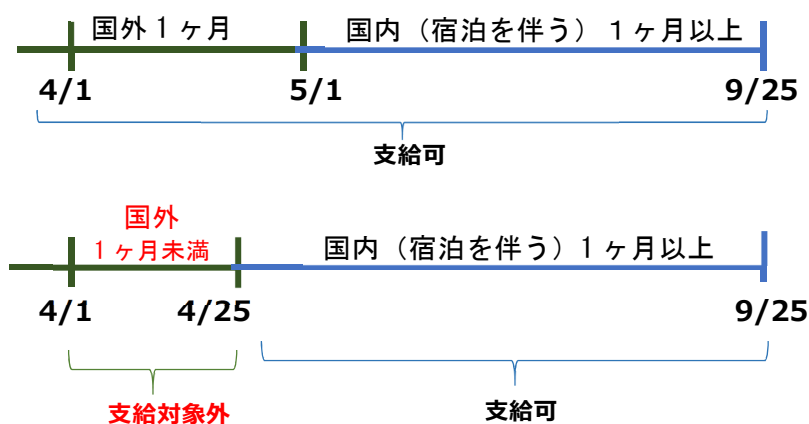 国外１ヶ月 国内（宿泊を伴う）１ヶ月以上
4/1 5/1 9/25
支給可
国外
１ヶ月未満 国内（宿泊を伴う）１ヶ月以上
4/1 4/25 9/25
支給対象外 支給可